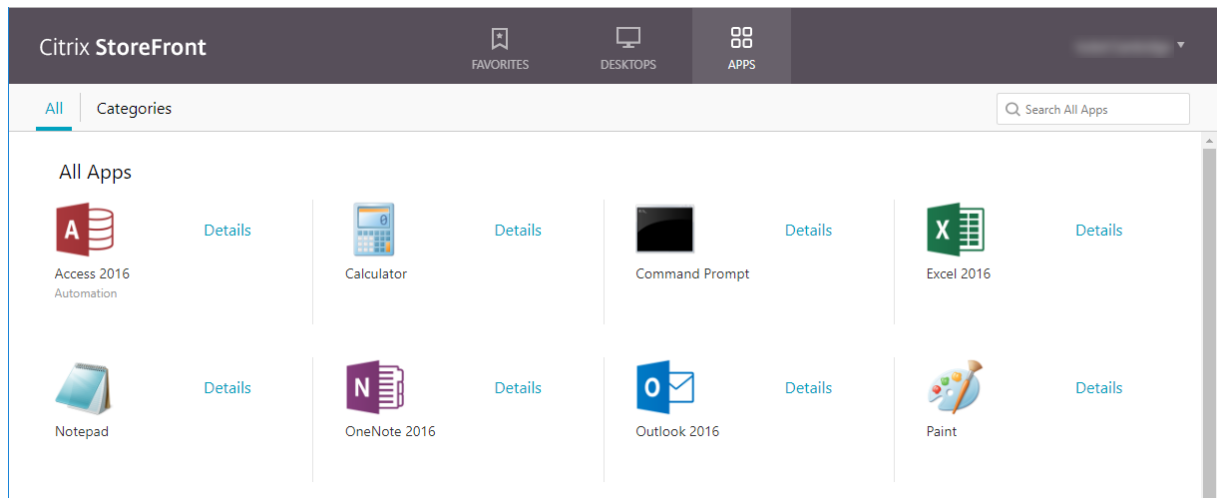 Citrix StoreFront
FAVORITES
DESKTOPS
APPS
All
Categories
Search All Apps
All Apps
Details
Details
Details
Details
Access 2016
Calculator
Command Prompt
Excel 2016
Automation
Details
Details
Details
Details
Notepad
OneNote 2016
Outlook 2016
Paint